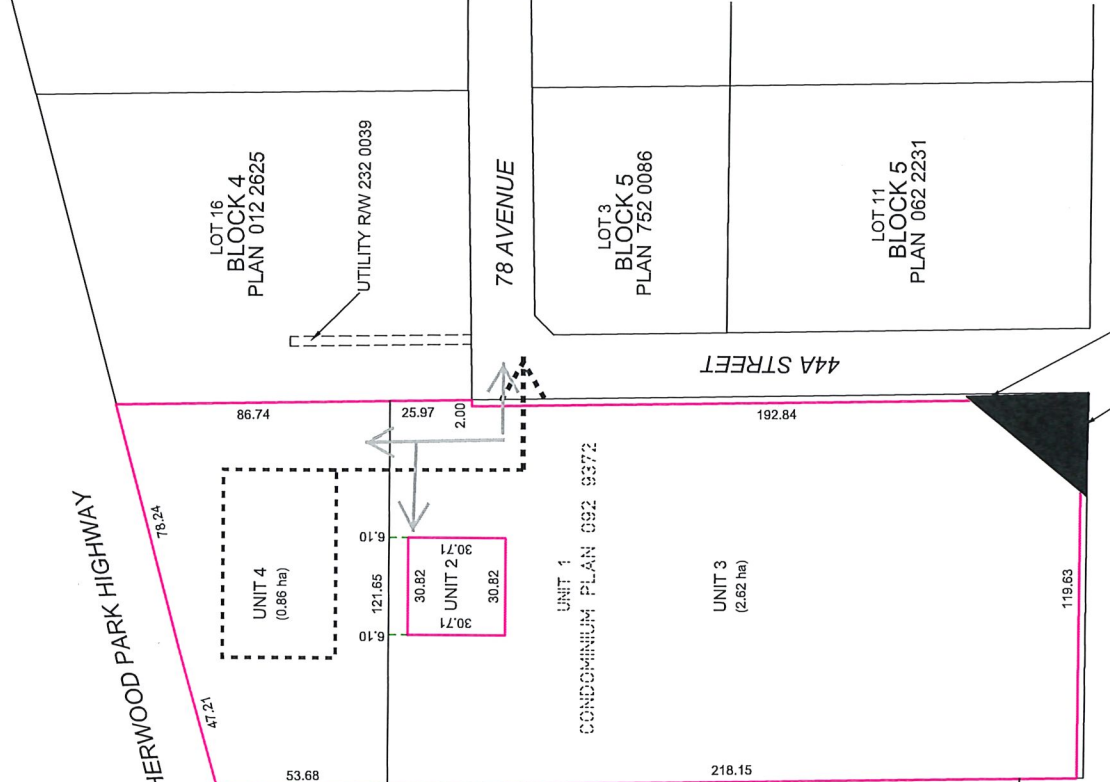 LOT 16
BLOCK 4
PLAN 012 2625
UTILITY R/W 232 0039
78 AVENUE
LOT 3
BLOCK 5
PLAN 752 0086
LOT 11
BLOCK 5
PLAN 062 2231
44A STREET
HERWOOD PARK HIGHWAY
78.24
47.21
86.74
25.97
2.00
192.84
UNIT 4
(0.86 ha)
6.10
121.65
6.10
30.71
30.82
UNIT 2
30.82
30.71
UNIT 1
CONDOMINIUM PLAN 092 9372
UNIT 3
(2.62 ha)
119.63
53.68
218.15